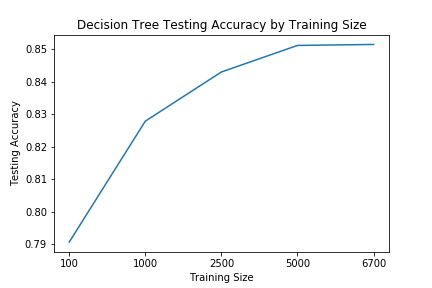 Decision Tree Testing Accuracy by Training Size
Testing Accuracy
0.85
0.84
0.83
0.82
0.81
0.80
0.79
100 1000 2500 5000 6700
Training Size